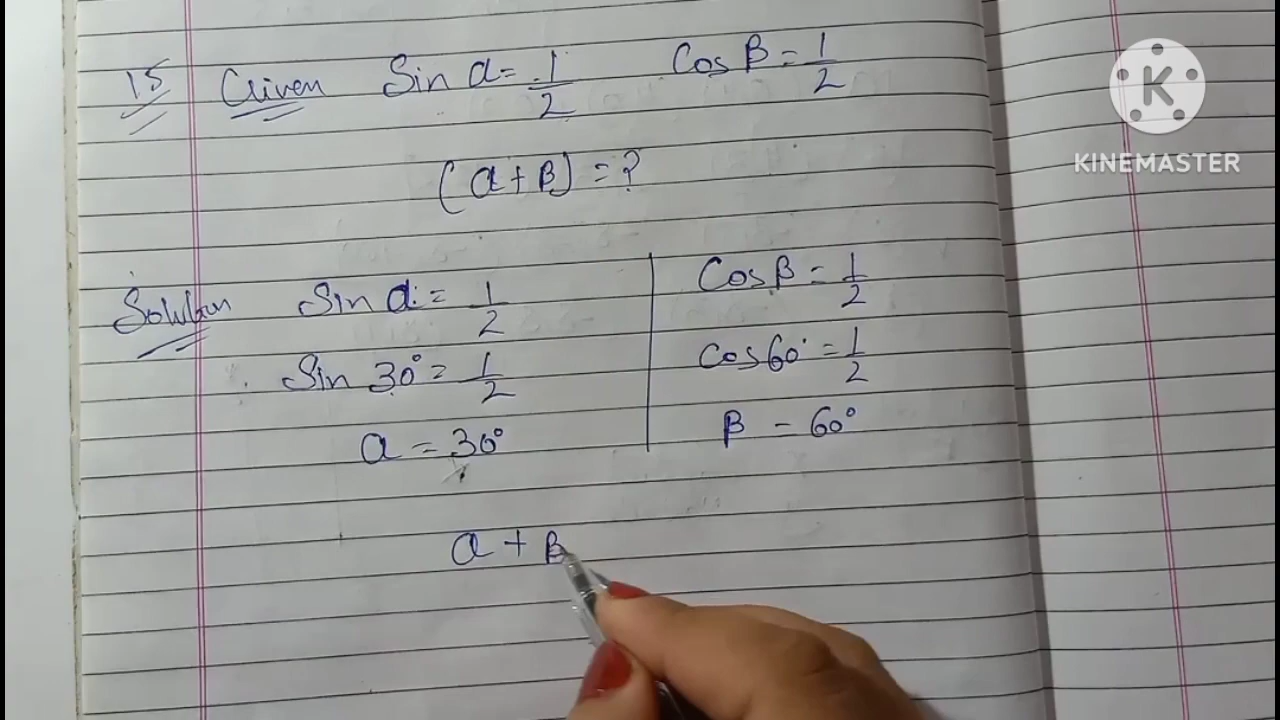 15 Given Sin α = 1/2 Cos β = 1/2
K
KINEMASTER
(α + β) = ?
Solution Sin α = 1/2
Sin 30° = 1/2
α = 30°
Cos β = 1/2
Cos 60° = 1/2
β = 60°
α + β